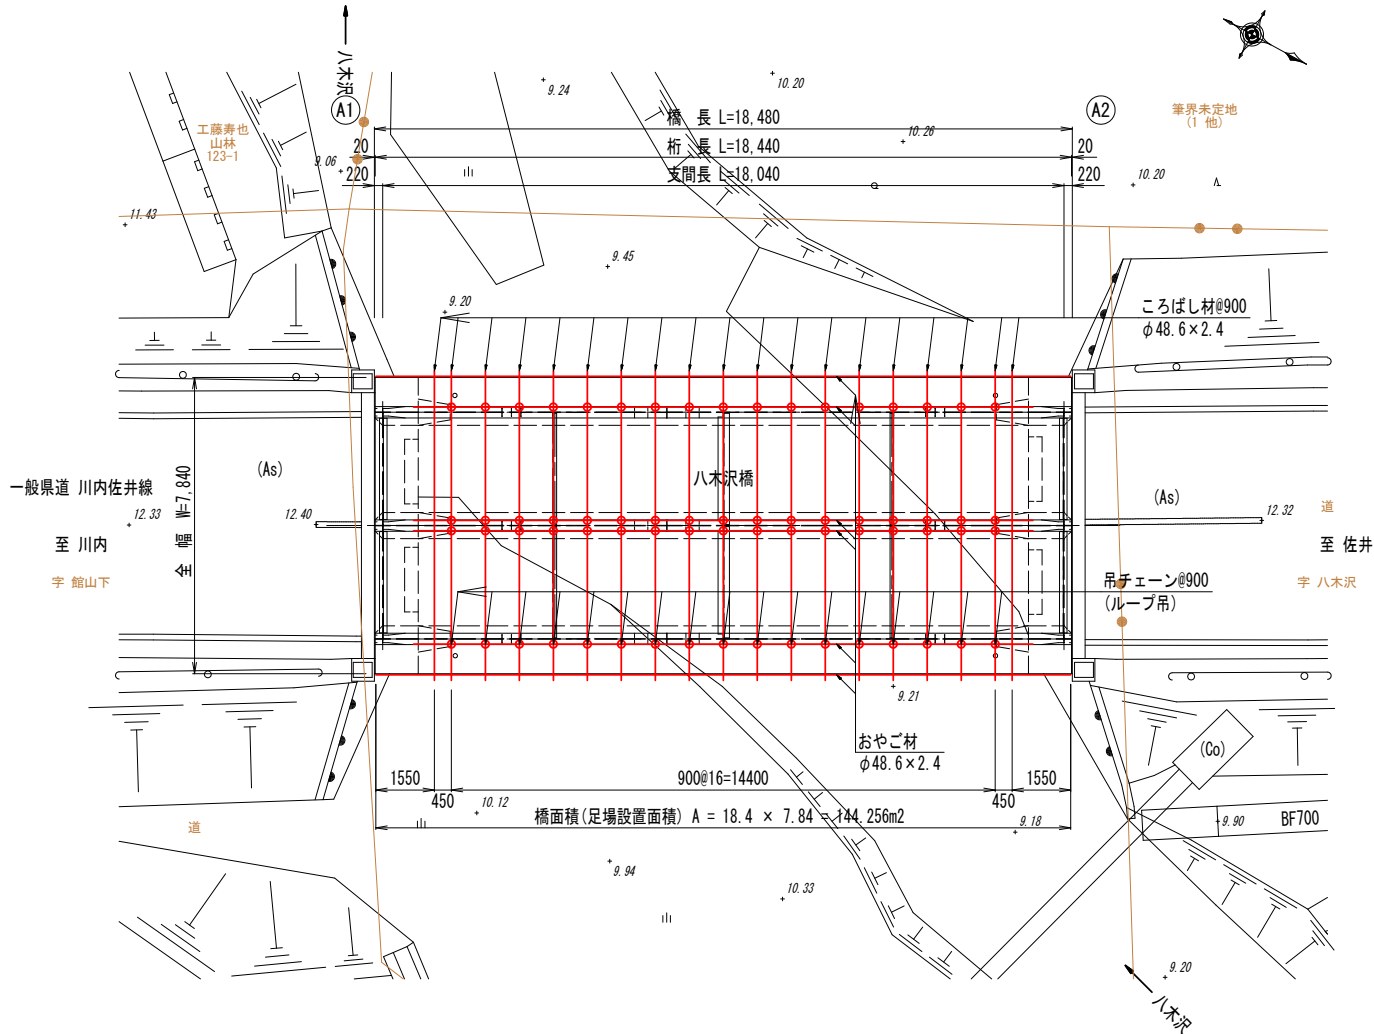 八木沢
A1
A2
9.24
10.20
橋　長 L=18,480
桁　長 L=18,440
支間長 L=18,040
20
20
220
220
10.26
10.20
筆界未定地
(1 他)
工藤寿也
山林
123-1
9.06
11.43
9.45
9.20
ころばし材@900
φ48.6×2.4
一般県道 川内佐井線
(As)
12.33
12.40
至 川内
字 館山下
全　幅　W=7,840
八木沢橋
(As)
12.32
道
至 佐井
字 八木沢
吊チェーン@900
(ループ吊)
9.21
おやご材
φ48.6×2.4
(Co)
1550
450
900@16=14400
450
1550
10.12
橋面積(足場設置面積) A = 18.4 × 7.84 = 144.256m2
9.18
9.90
BF700
道
9.94
10.33
9.20
八木沢